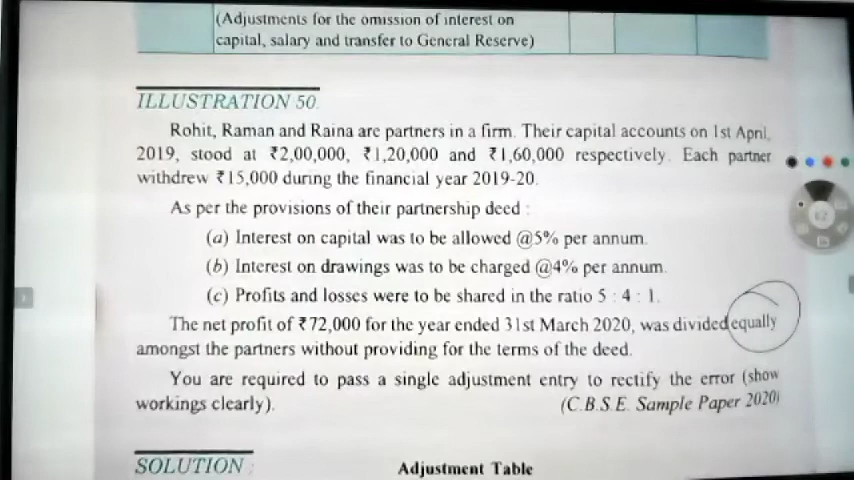 (Adjustments for the omission of interest on
capital, salary and transfer to General Reserve)
ILLUSTRATION 50.
Rohit, Raman and Raina are partners in a firm. Their capital accounts on 1st April,
2019, stood at ₹2,00,000, ₹1,20,000 and ₹1,60,000 respectively. Each partner
withdrew ₹15,000 during the financial year 2019-20.
As per the provisions of their partnership deed :
(a) Interest on capital was to be allowed @5% per annum.
(b) Interest on drawings was to be charged @4% per annum.
(c) Profits and losses were to be shared in the ratio 5 : 4 : 1.
The net profit of ₹72,000 for the year ended 31st March 2020, was divided equally
amongst the partners without providing for the terms of the deed.
You are required to pass a single adjustment entry to rectify the error (show
workings clearly).
(C.B.S.E. Sample Paper 2020)
SOLUTION :
Adjustment Table